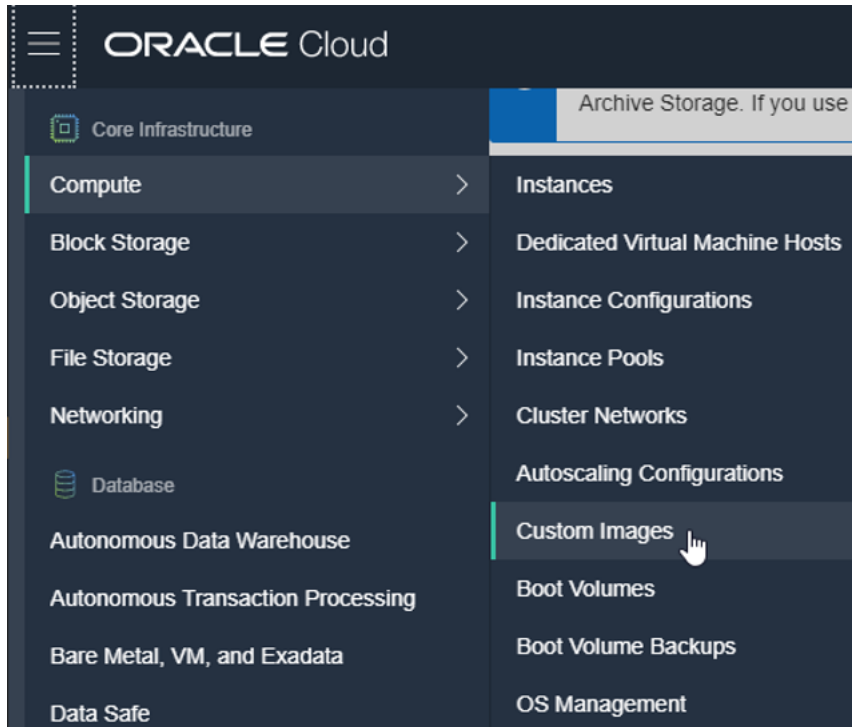 ORACLE Cloud
Core Infrastructure
Compute
Block Storage
Object Storage
File Storage
Networking
Database
Autonomous Data Warehouse
Autonomous Transaction Processing
Bare Metal, VM, and Exadata
Data Safe
Archive Storage. If you use
Instances
Dedicated Virtual Machine Hosts
Instance Configurations
Instance Pools
Cluster Networks
Autoscaling Configurations
Custom Images
Boot Volumes
Boot Volume Backups
OS Management